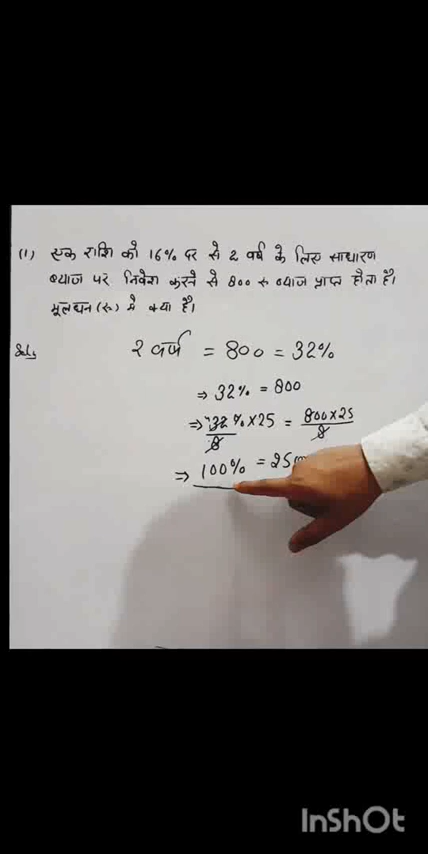 (1) एक राशि को 16% दर से 2 वर्ष के लिए साधारण
ब्याज पर निवेश करने से 800 रु ब्याज प्राप्त होता है।
मूलधन (रु) मे क्या है।
Sol:
2 वर्ष = 800 = 32%
⇒ 32% = 800
⇒ 32% × 25 / 8 = 800 × 25 / 8
⇒ 100% =
InShOt